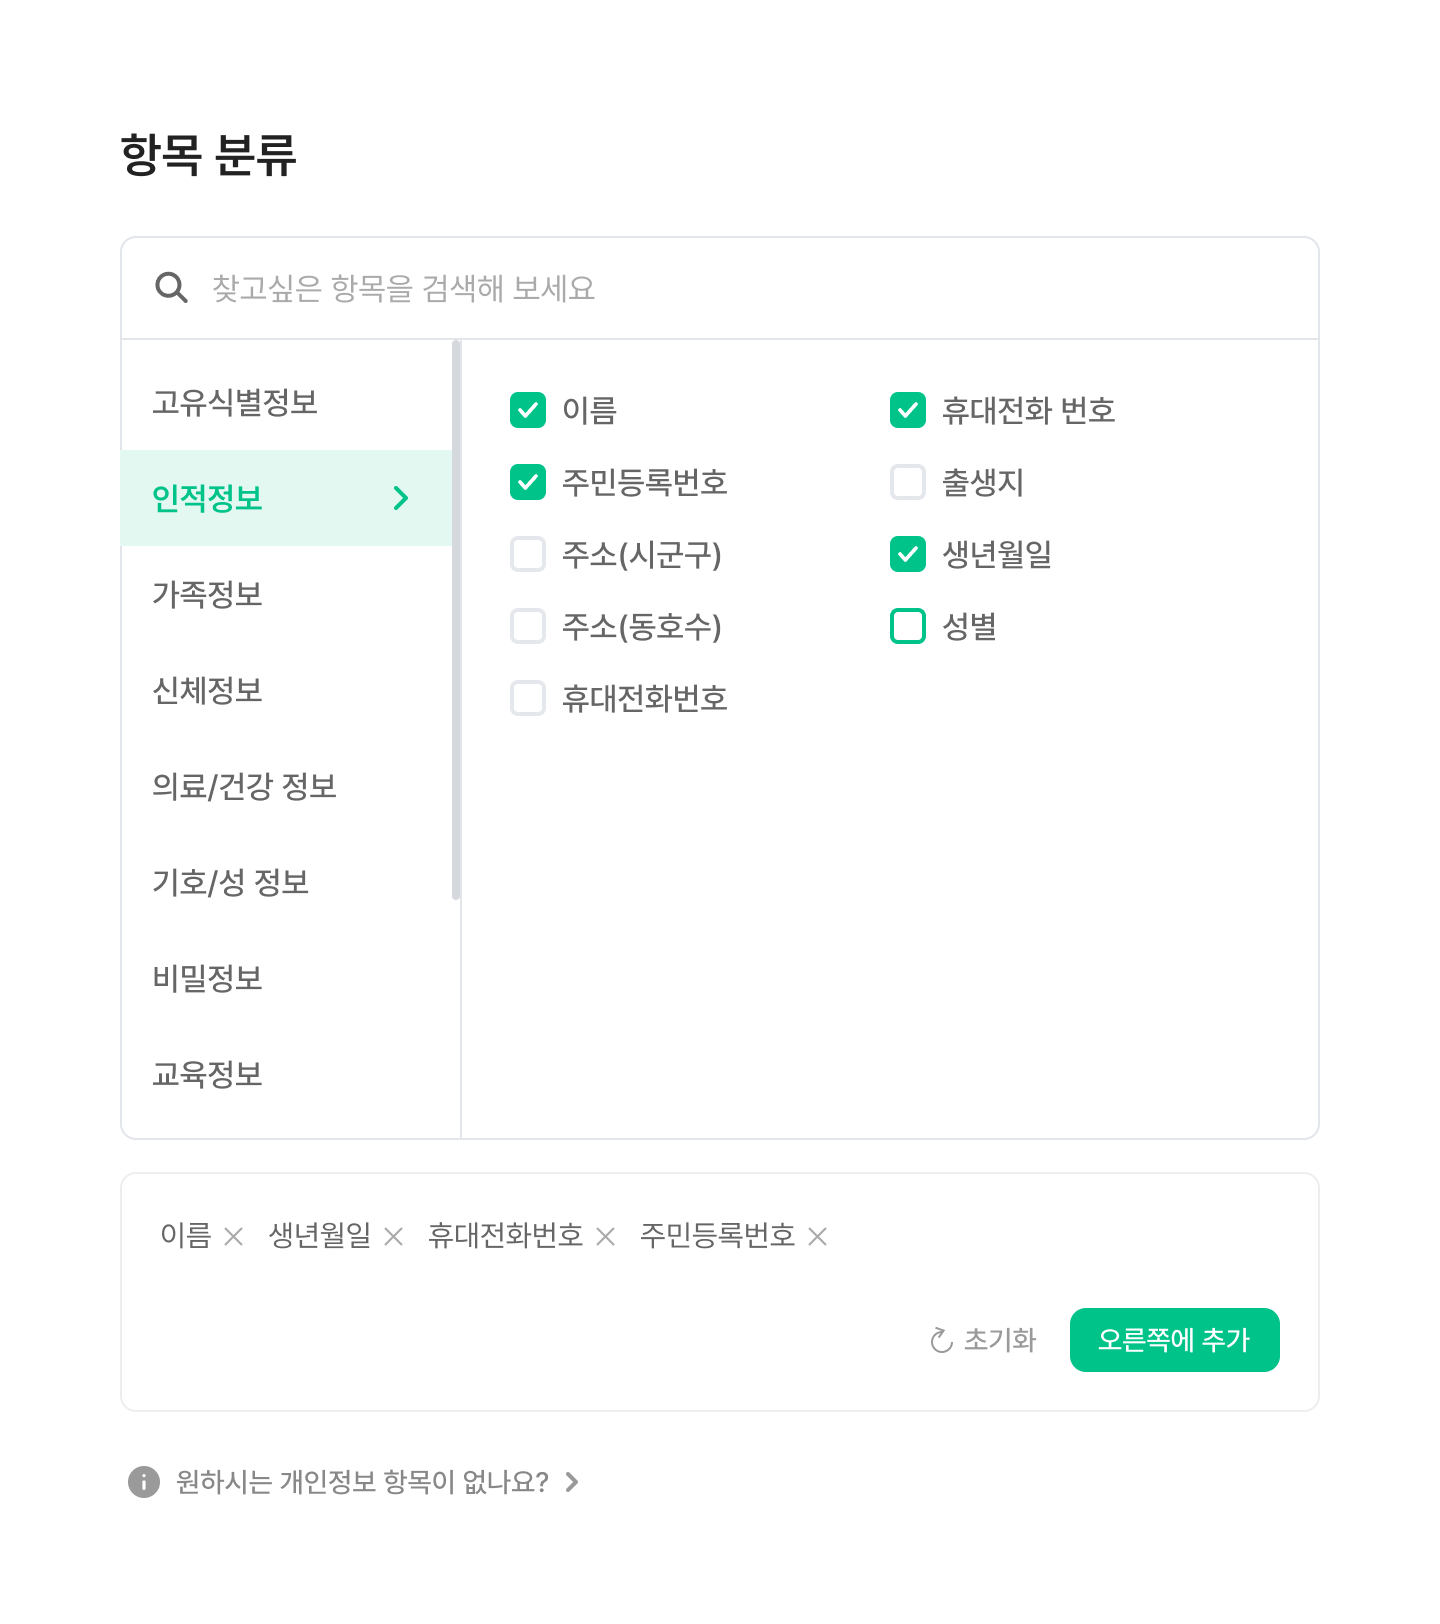 항목 분류
찾고싶은 항목을 검색해 보세요
고유식별정보
인적정보
가족정보
신체정보
의료/건강 정보
기호/성 정보
비밀정보
교육정보
이름
휴대전화 번호
주민등록번호
출생지
주소(시군구)
생년월일
주소(동호수)
성별
휴대전화번호
이름 생년월일 휴대전화번호 주민등록번호
초기화 오른쪽에 추가
원하시는 개인정보 항목이 없나요?